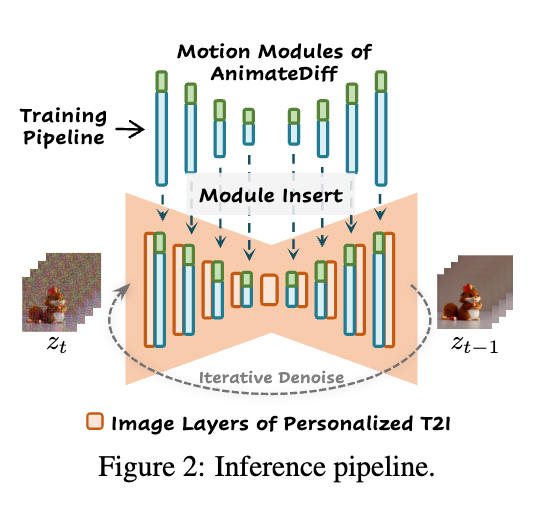 Motion Modules of
AnimateDiff
Training
Pipeline
Module Insert
z_t
z_{t−1}
Iterative Denoise
Image Layers of Personalized T2I
Figure 2: Inference pipeline.